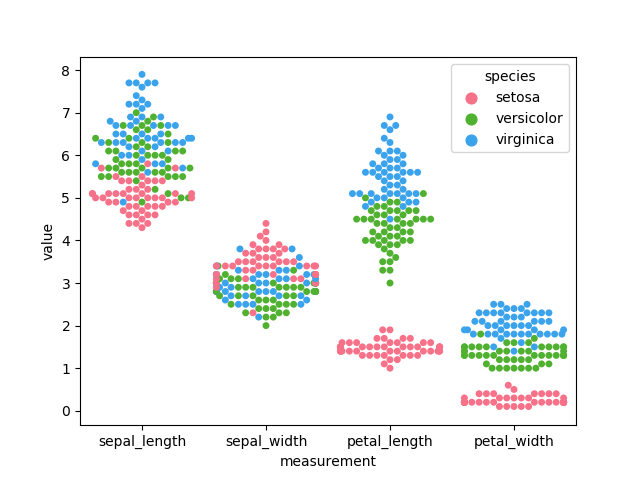 species
setosa
versicolor
virginica
8
7
6
5
4
3
2
1
0
value
sepal_length sepal_width petal_length petal_width
measurement